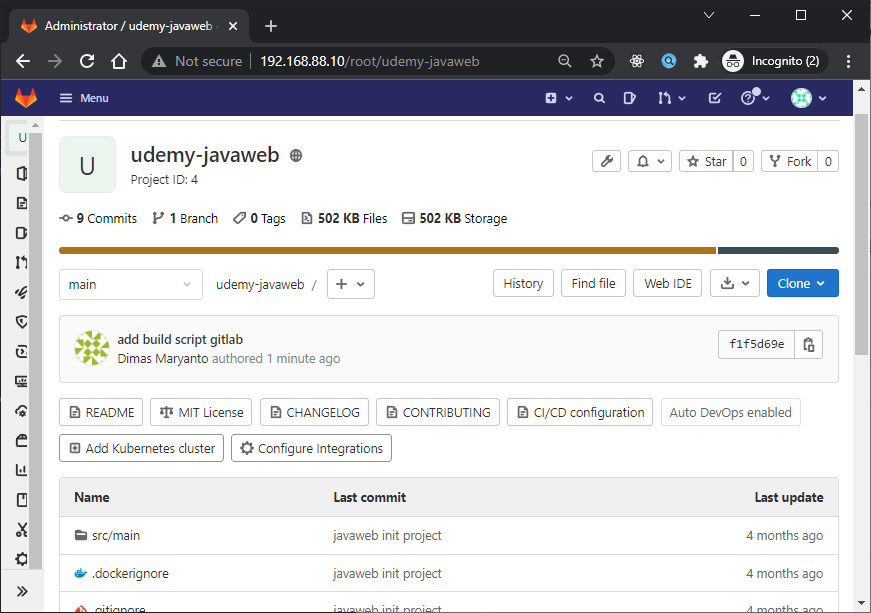 Administrator / udemy-javaweb
Not secure 192.168.88.10/root/udemy-javaweb Incognito (2)
Menu
U
U
udemy-javaweb
Project ID: 4
Star 0 Fork 0
9 Commits 1 Branch 0 Tags 502 KB Files 502 KB Storage
main udemy-javaweb / History Find file Web IDE Clone
add build script gitlab
Dimas Maryanto authored 1 minute ago
f1f5d69e
README MIT License CHANGELOG CONTRIBUTING CI/CD configuration Auto DevOps enabled
Add Kubernetes cluster Configure Integrations
Name Last commit Last update
src/main javaweb init project 4 months ago
.dockerignore javaweb init project 4 months ago
.gitignore javaweb init project 4 months ago